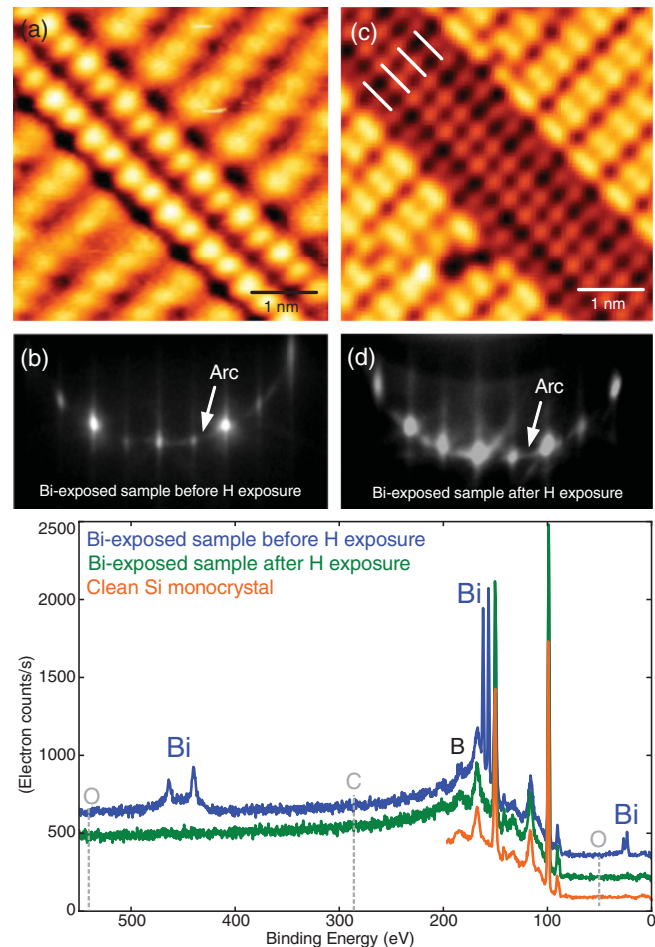 (a)
(c)
1 nm
1 nm
(b)
Arc
Bi-exposed sample before H exposure
(d)
Arc
Bi-exposed sample after H exposure
2500
2000
1500
1000
500
0
(Electron counts/s)
Bi-exposed sample before H exposure
Bi-exposed sample after H exposure
Clean Si monocrystal
Bi
Bi
B
O
C
Bi
O
550
450
300
200
100
0
Binding Energy (eV)